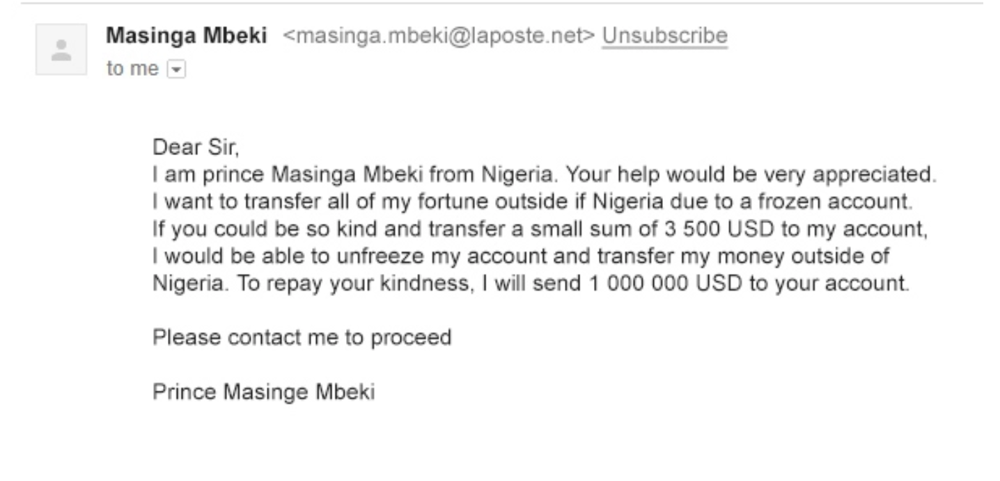 Masinga Mbeki <masinga.mbeki@laposte.net> Unsubscribe
to me
Dear Sir,
I am prince Masinga Mbeki from Nigeria. Your help would be very appreciated.
I want to transfer all of my fortune outside if Nigeria due to a frozen account.
If you could be so kind and transfer a small sum of 3 500 USD to my account,
I would be able to unfreeze my account and transfer my money outside of
Nigeria. To repay your kindness, I will send 1 000 000 USD to your account.
Please contact me to proceed
Prince Masinge Mbeki